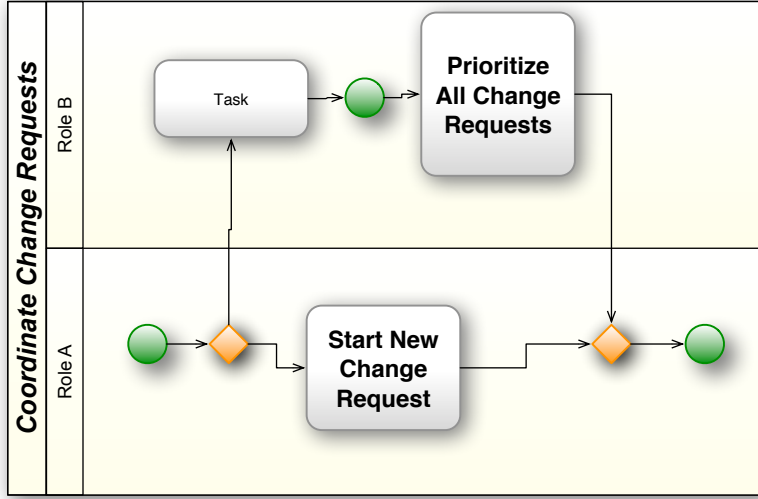 Coordinate Change Requests
Role B
Task
Prioritize
All Change
Requests
Role A
Start New
Change
Request